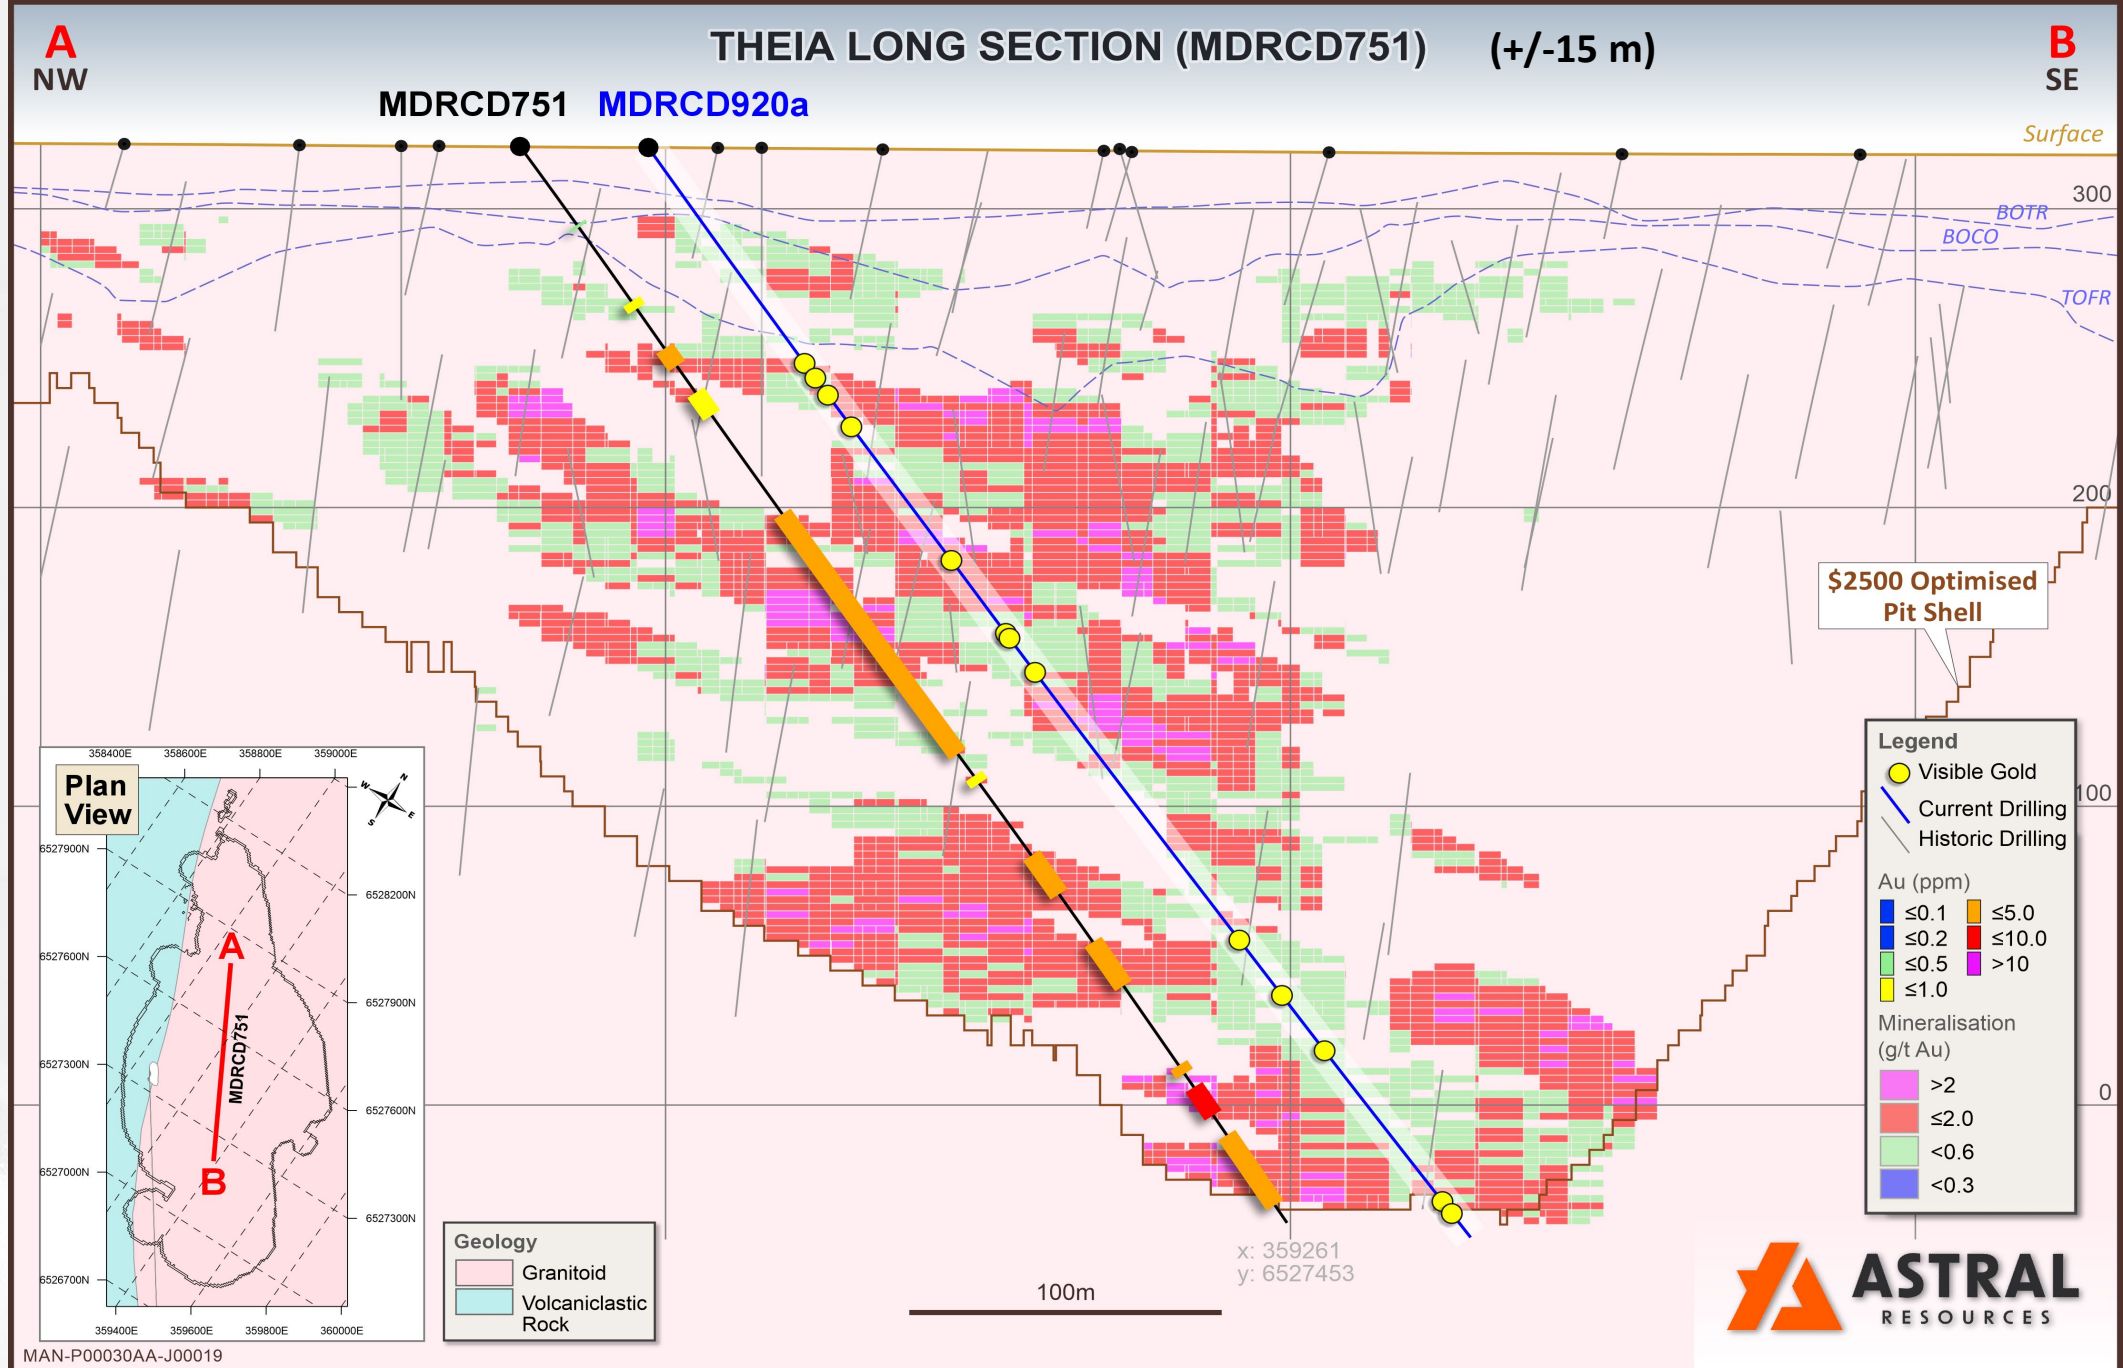 A
NW
THEIA LONG SECTION (MDRCD751) (+/-15 m)
B
SE
MDRCD751 MDRCD920a
Surface
300
BOTR
BOCO
TOFR
200
$2500 Optimised
Pit Shell
100
0
Legend
Visible Gold
Current Drilling
Historic Drilling
Au (ppm)
≤0.1 ≤5.0
≤0.2 ≤10.0
≤0.5 >10
≤1.0
Mineralisation
(g/t Au)
>2
≤2.0
<0.6
<0.3
358400E 358600E 358800E 359000E
Plan
View
N
W
E
S
6527900N
6528200N
6527600N
6527900N
6527300N
6527600N
6527000N
6527300N
6526700N
A
MDRCD751
B
359400E 359600E 359800E 360000E
MAN-P00030AA-J00019
Geology
Granitoid
Volcaniclastic
Rock
x: 359261
y: 6527453
100m
ASTRAL
RESOURCES